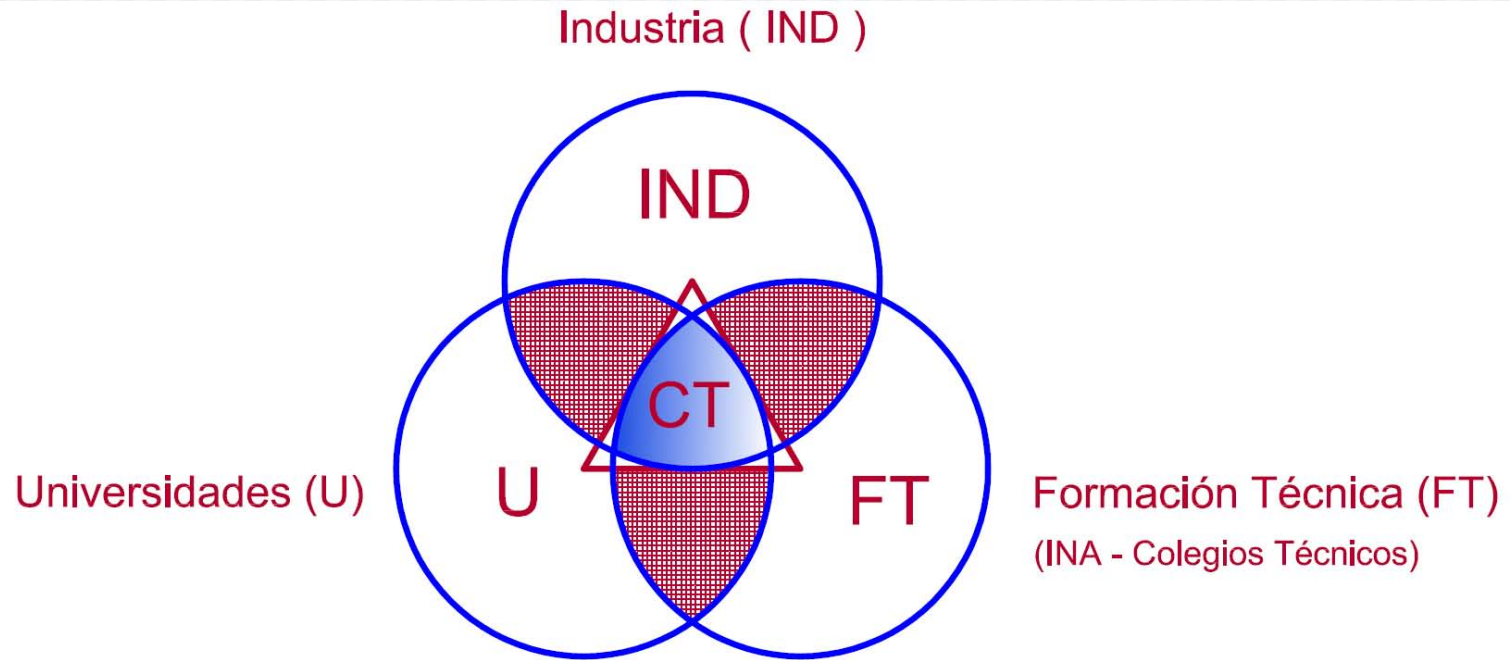 Industria ( IND )
IND
CT
Universidades (U)
U
FT
Formación Técnica (FT)
(INA - Colegios Técnicos)